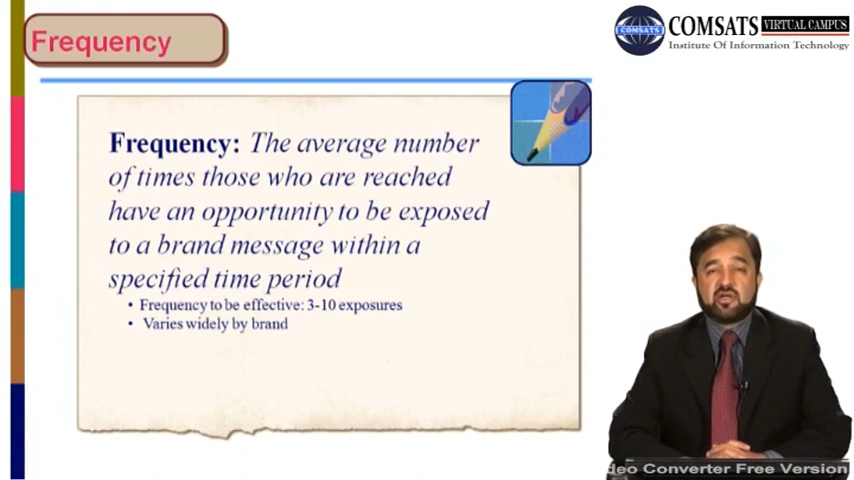 Frequency
COMSATS VIRTUAL CAMPUS
Institute Of Information Technology
COMSATS
Frequency: The average number
of times those who are reached
have an opportunity to be exposed
to a brand message within a
specified time period
• Frequency to be effective: 3-10 exposures
• Varies widely by brand
deo Converter Free Version